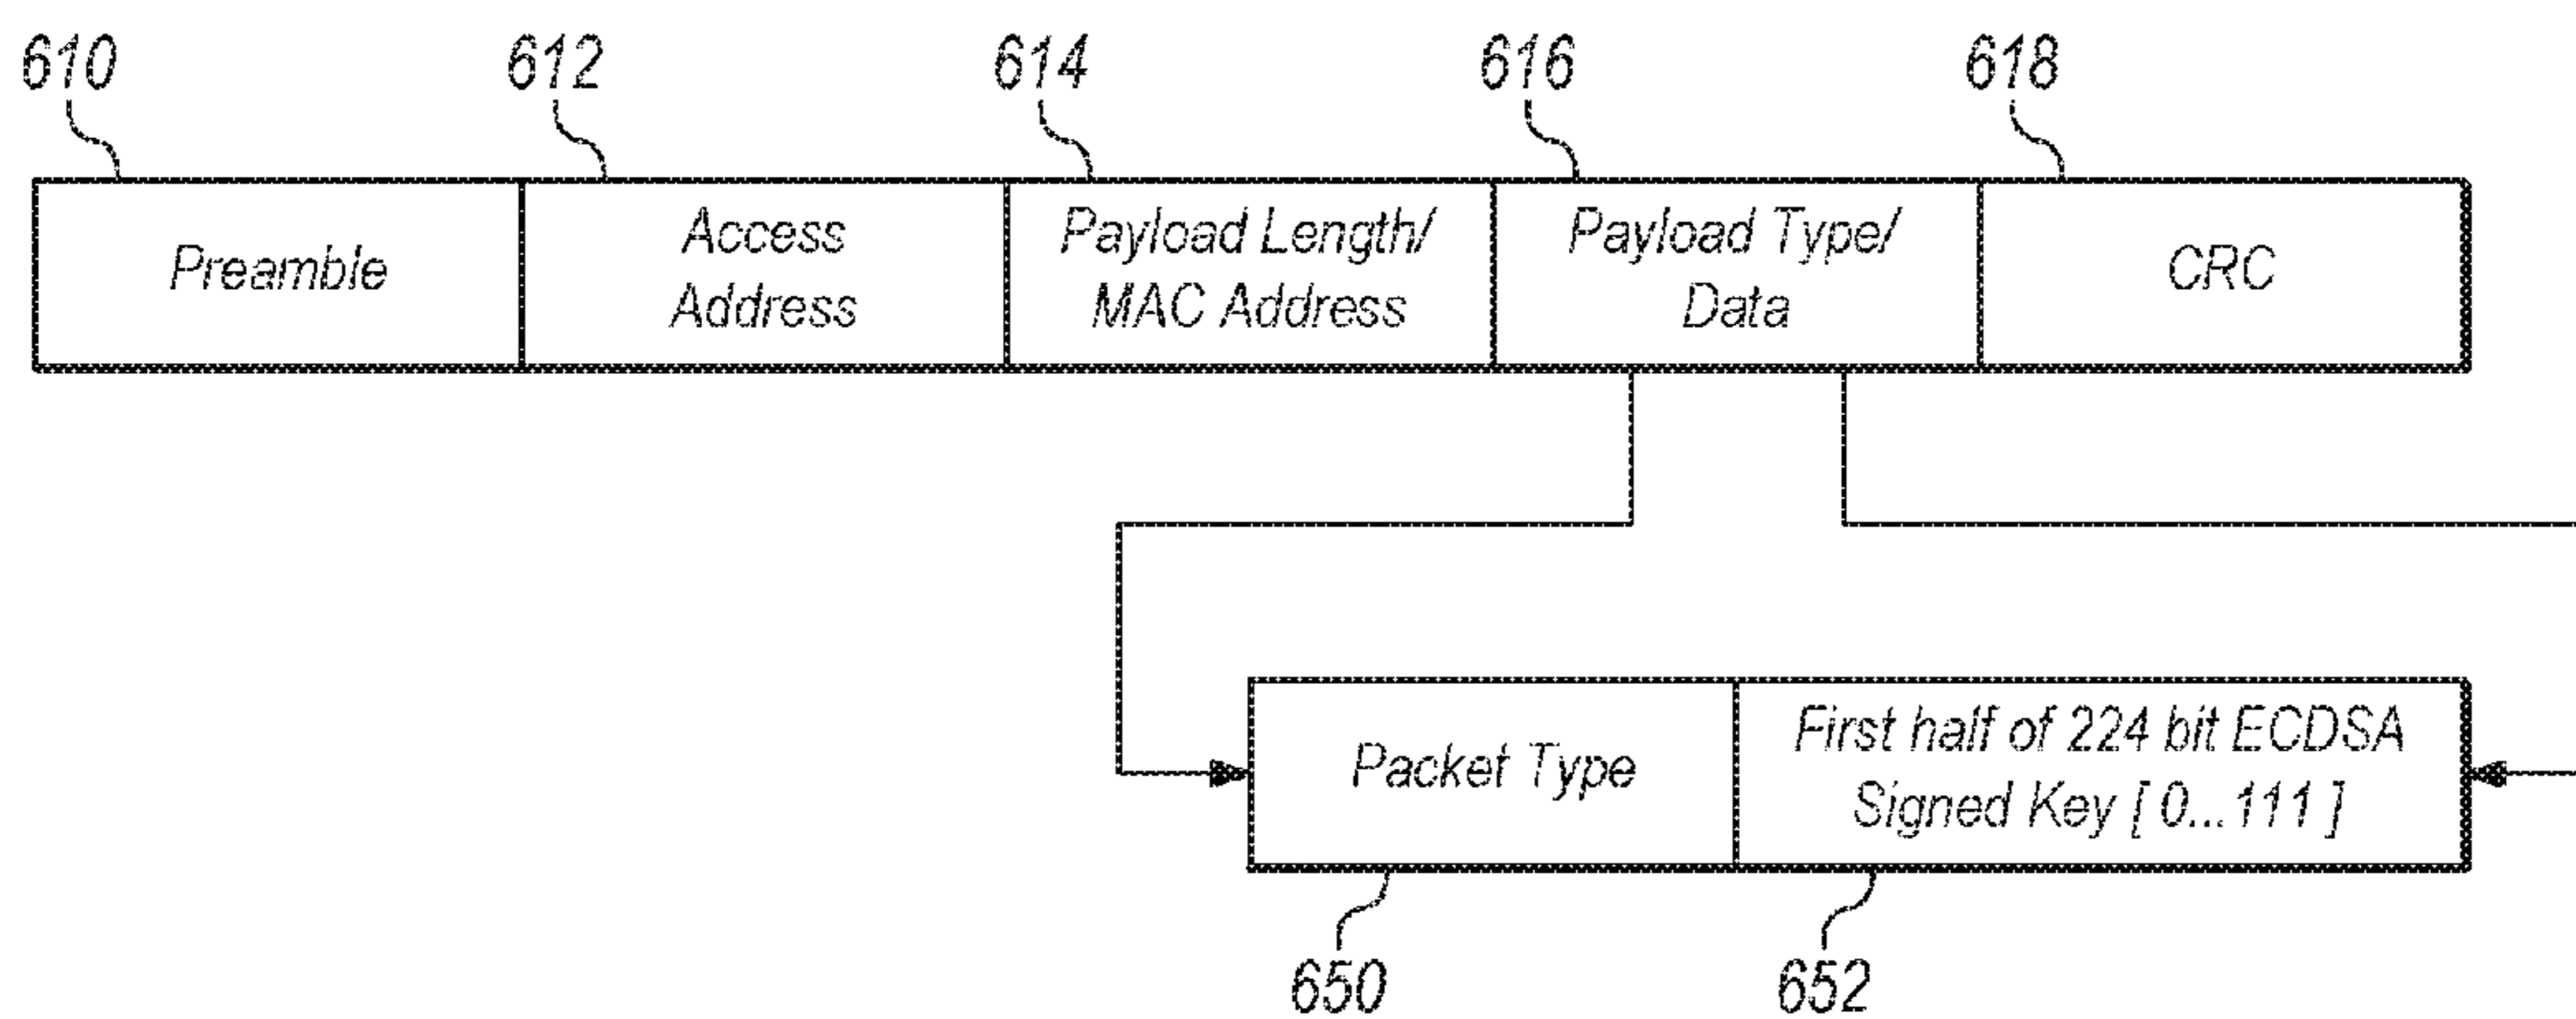 610 612 614 616 618
Preamble
Access
Address
Payload Length/
MAC Address
Payload Type/
Data
CRC
Packet Type
First half of 224 bit ECDSA
Signed Key [ 0...111 ]
650 652